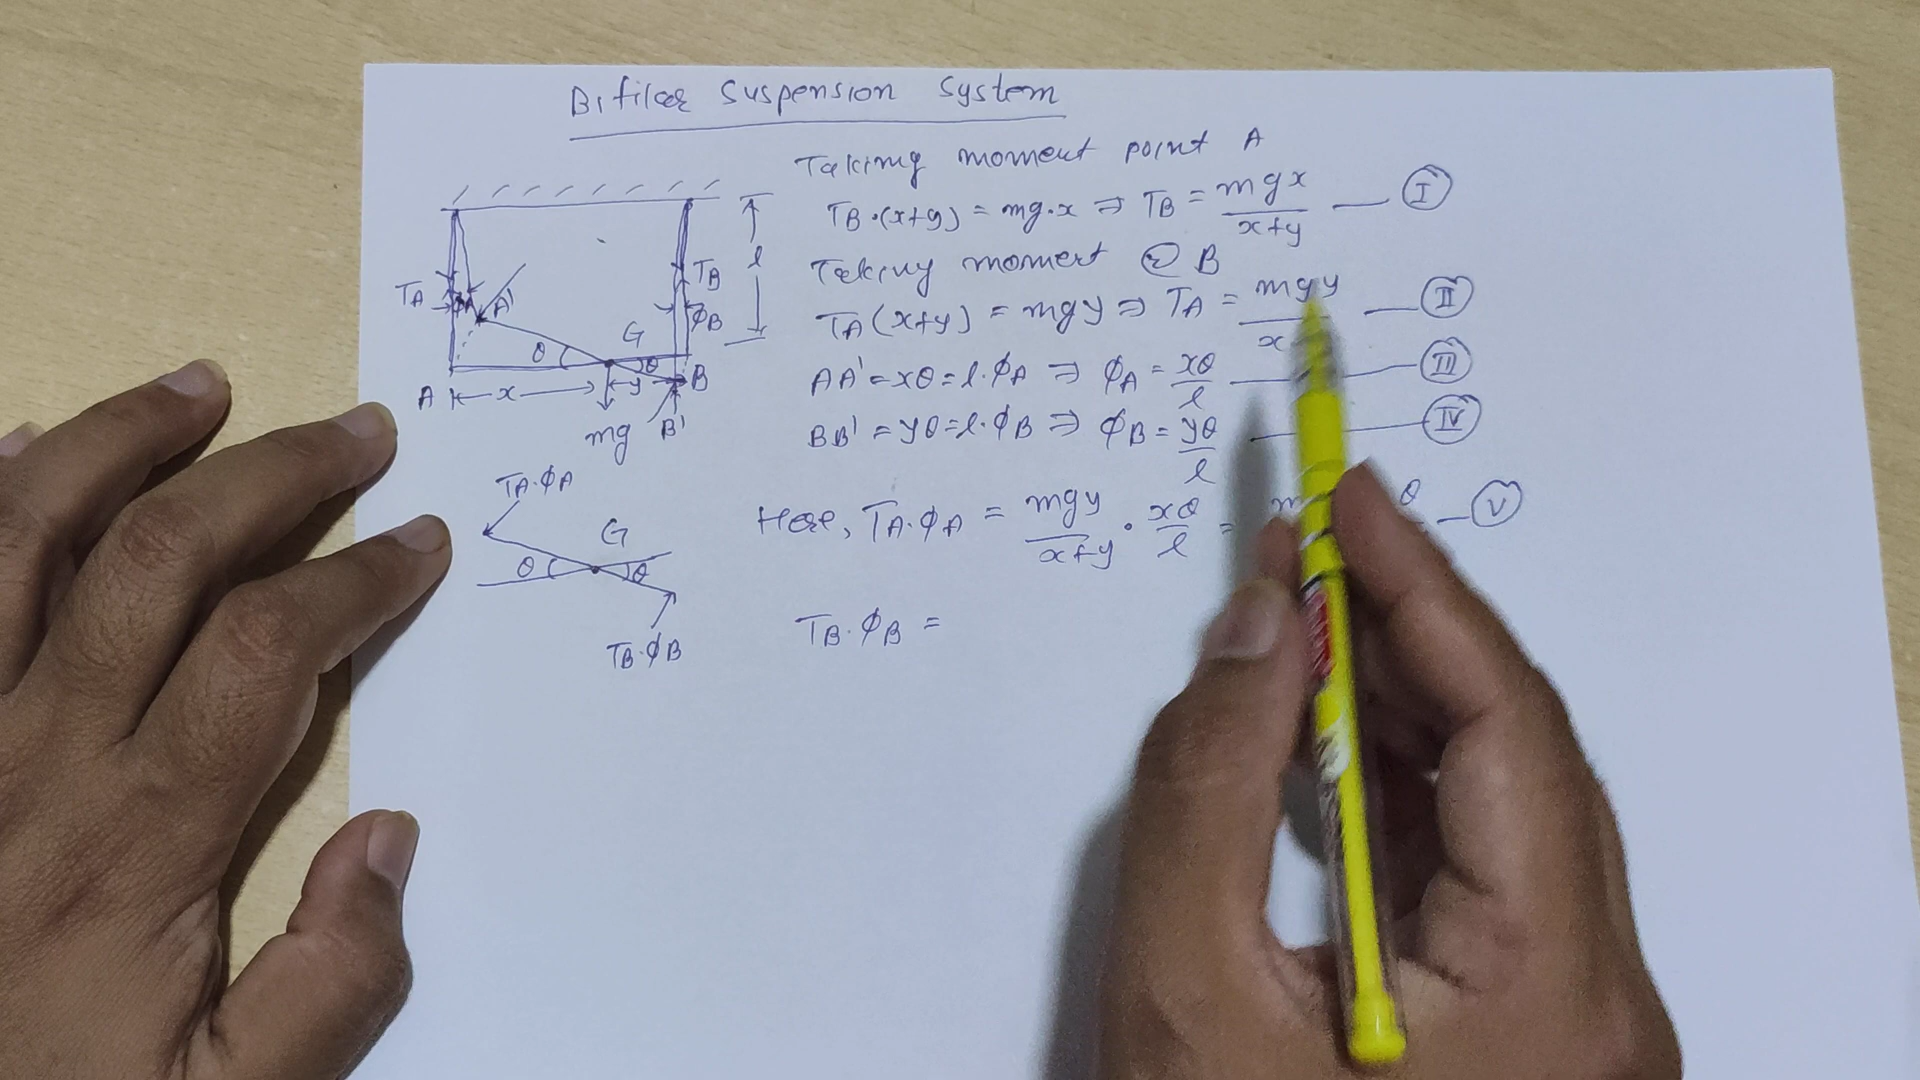 Bifilar Suspension System
Taking moment point A
TB·(x+y) = mg·x ⇒ TB = mgx/x+y — I
Taking moment @ B
TA(x+y) = mgy ⇒ TA = mgy/x — II
AA' = xθ = l·ϕA ⇒ ϕA = xθ/l — III
BB' = yθ = l·ϕB ⇒ ϕB = yθ/l — IV
Here, TA·ϕA = mgy/x+y · xθ/l = m θ — V
TB·ϕB =
TA
ϕA
A'
TB
ϕB
l
G
θ
θ
A
x
y
B
mg
B'
TA·ϕA
G
θ
θ
TB·ϕB